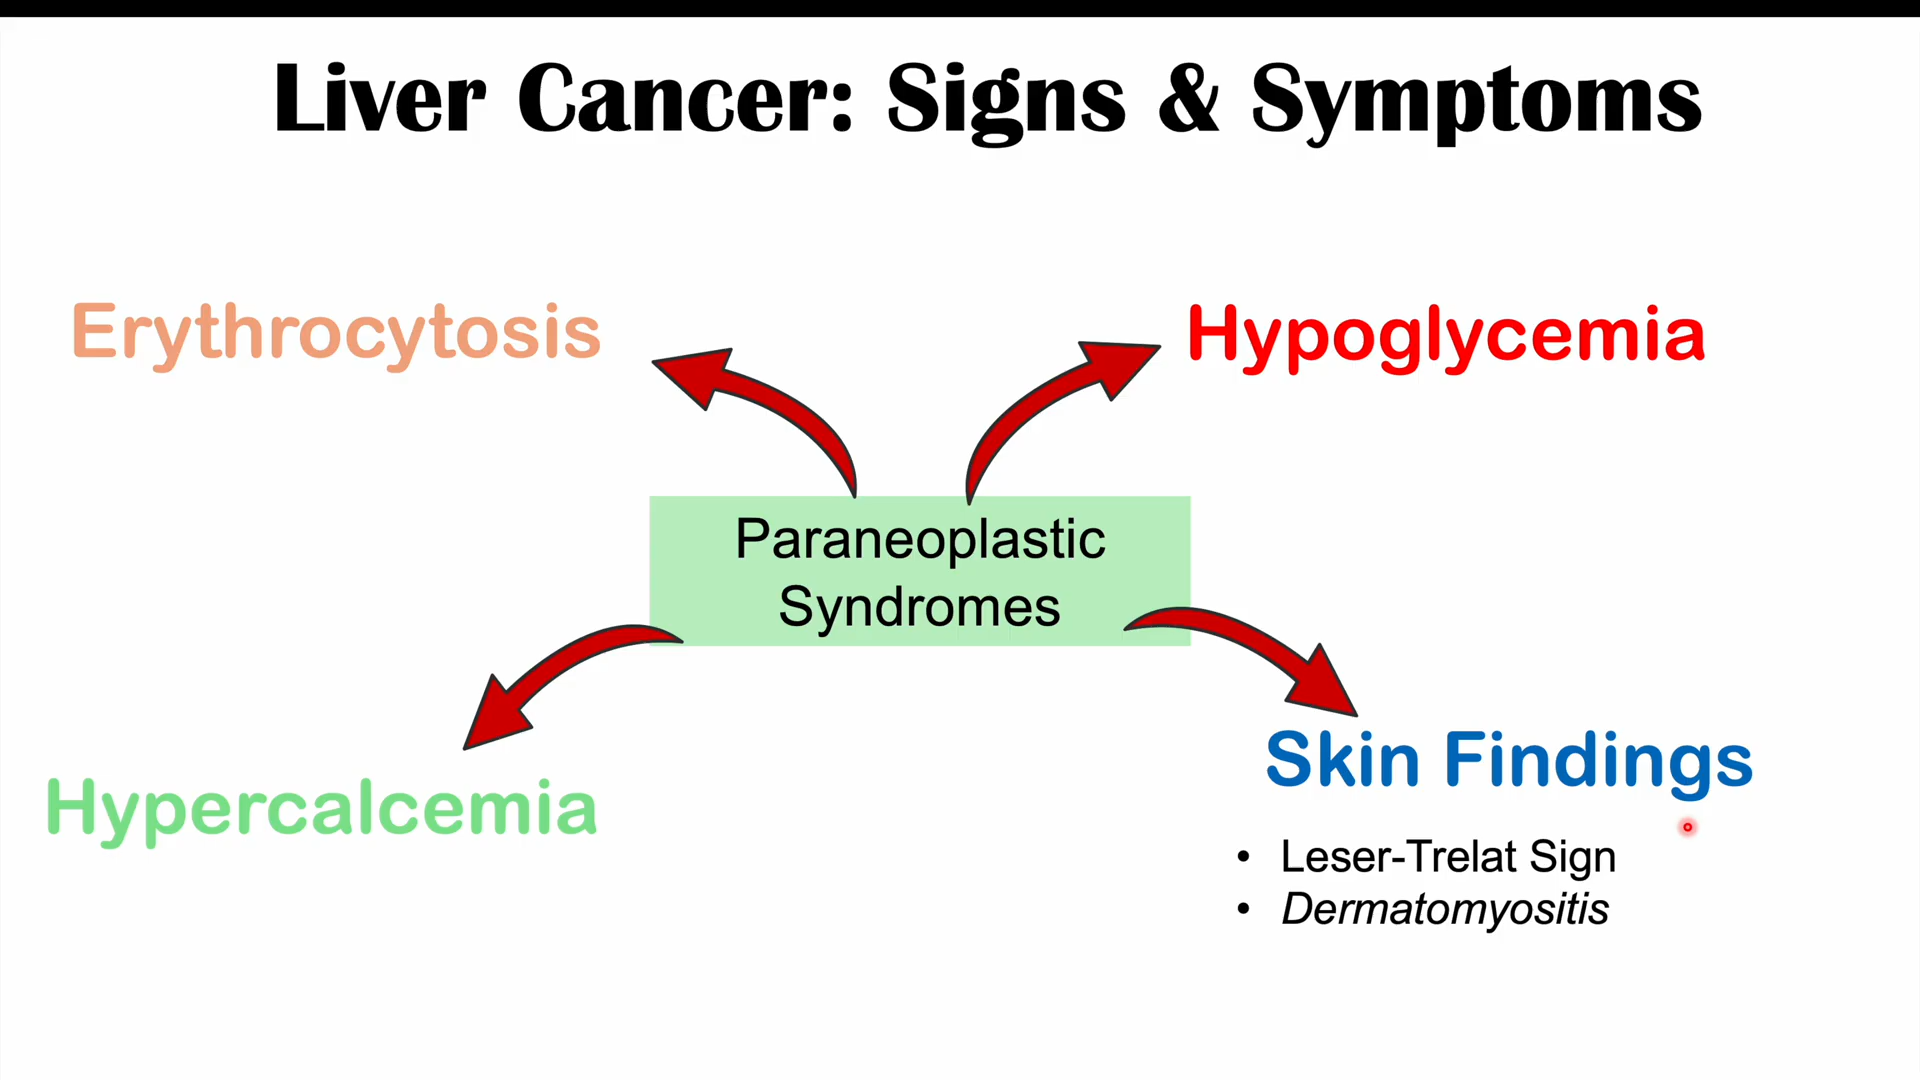 Liver Cancer: Signs & Symptoms
Erythrocytosis
Hypoglycemia
Paraneoplastic
Syndromes
Hypercalcemia
Skin Findings
• Leser-Trelat Sign
• Dermatomyositis